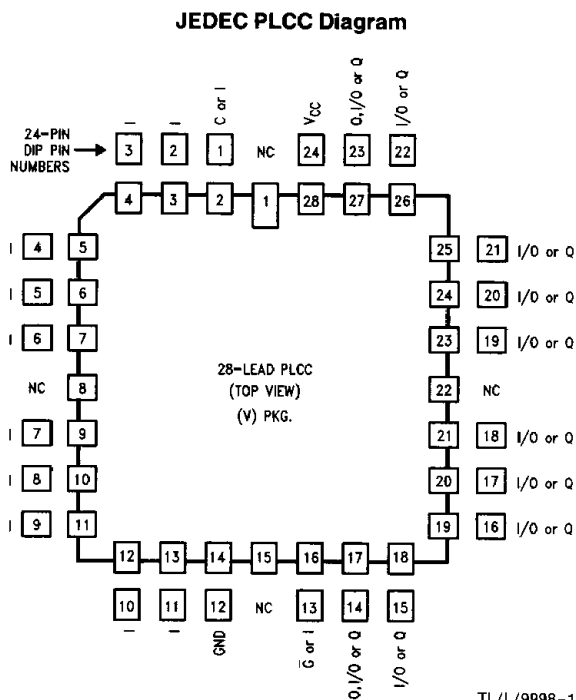 JEDEC PLCC Diagram
I I C or I VCC O,I/O or Q I/O or Q
24-PIN
DIP PIN
NUMBERS
3 2 1 NC 24 23 22
4 3 2 1 28 27 26
I 4 5 25 21 I/O or Q
I 5 6 24 20 I/O or Q
I 6 7 23 19 I/O or Q
NC 8 22 NC
28-LEAD PLCC
(TOP VIEW)
(V) PKG.
I 7 9 21 18 I/O or Q
I 8 10 20 17 I/O or Q
I 9 11 19 16 I/O or Q
12 13 14 15 16 17 18
10 11 12 NC 13 14 15
I I GND G̅ or I O,I/O or Q I/O or Q